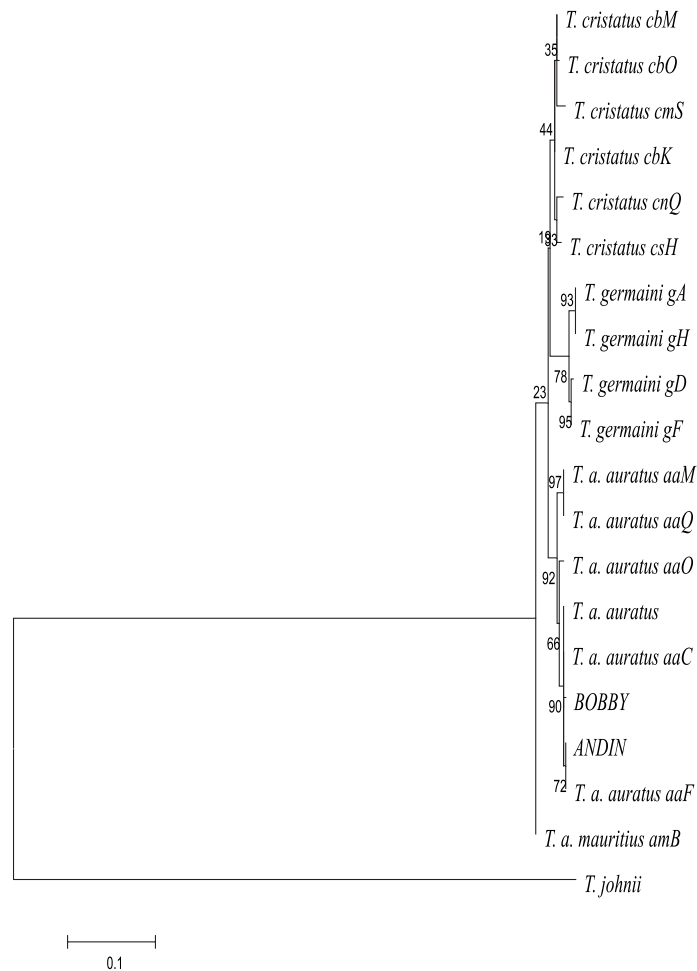 T. cristatus cbM
35
T. cristatus cbO
T. cristatus cmS
44
T. cristatus cbK
T. cristatus cnQ
T. cristatus csH
T. germaini gA
93
T. germaini gH
78
T. germaini gD
23
95
T. germaini gF
T. a. auratus aaM
97
T. a. auratus aaQ
T. a. auratus aaO
92
T. a. auratus
66
T. a. auratus aaC
BOBBY
90
ANDIN
72
T. a. auratus aaF
T. a. mauritius amB
T. johnii
0.1